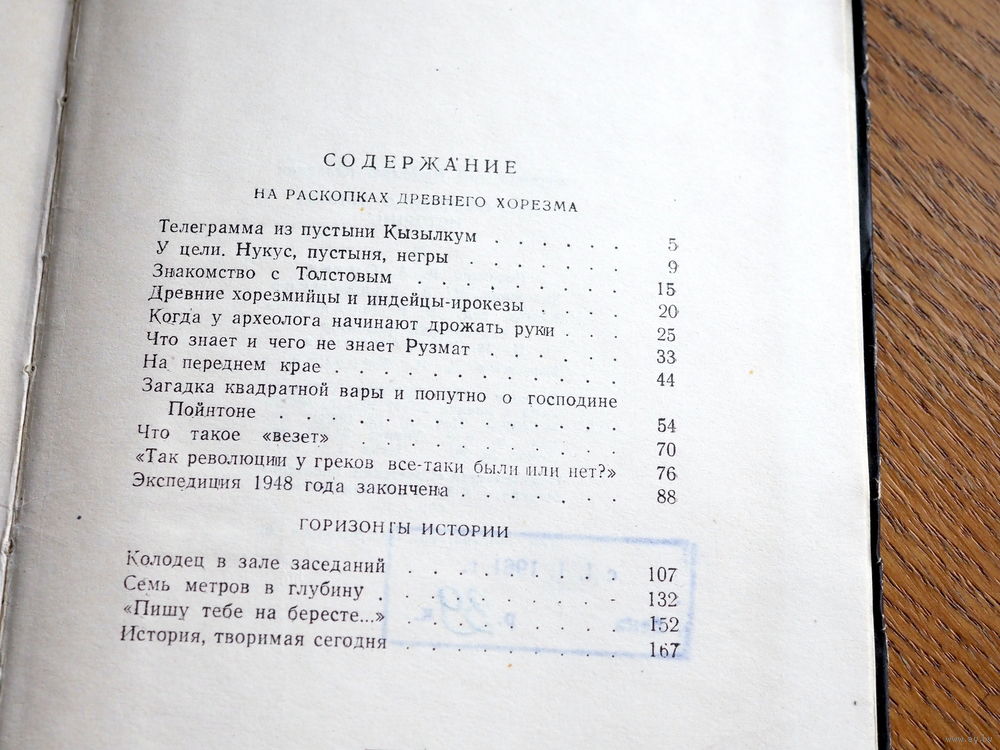 СОДЕРЖАНИЕ
НА РАСКОПКАХ ДРЕВНЕГО ХОРЕЗМА
Телеграмма из пустыни Қызылкум . . . . . . 5
У цели. Нукус, пустыня, негры . . . . . . . 9
Знакомство с Толстовым . . . . . . . . . 15
Древние хорезмийцы и индейцы-ирокезы . . . . 20
Когда у археолога начинают дрожать руки . . . 25
Что знает и чего не знает Рузмат . . . . . . 33
На переднем крае . . . . . . . . . . . . 44
Загадка квадратной вары и попутно о господине
Пойнтоне . . . . . . . . . . . . . 54
Что такое «везет» . . . . . . . . . . . 70
«Так революции у греков все-таки были или нет?» 76
Экспедиция 1948 года закончена . . . . . . . 88
ГОРИЗОНТЫ ИСТОРИИ
Колодец в зале заседаний . . . . . . . . . 107
Семь метров в глубину . . . . . . . . . . 132
«Пишу тебе на бересте...» . . . . . . . . . 152
История, творимая сегодня . . . . . . . . . 167
www.ay.by